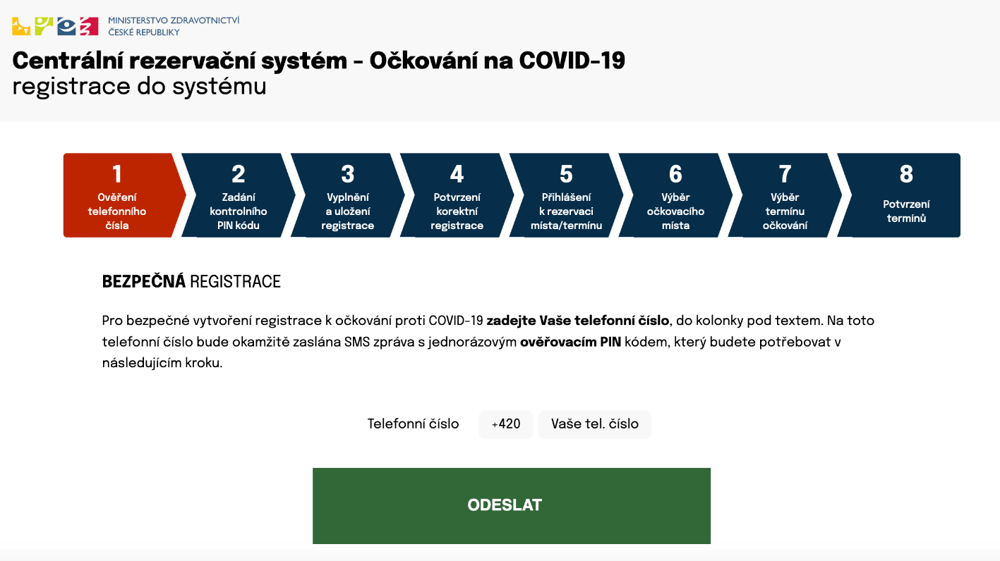 MINISTERSTVO ZDRAVOTNICTVÍ
ČESKÉ REPUBLIKY
Centrální rezervační systém - Očkování na COVID-19
registrace do systému
1
Ověření
telefonního
čísla
2
Zadání
kontrolního
PIN kódu
3
Vyplnění
a uložení
registrace
4
Potvrzení
korektní
registrace
5
Přihlášení
k rezervaci
místa/termínu
6
Výběr
očkovacího
místa
7
Výběr
termínu
očkování
8
Potvrzení
termínů
BEZPEČNÁ REGISTRACE
Pro bezpečné vytvoření registrace k očkování proti COVID-19 zadejte Vaše telefonní číslo, do kolonky pod textem. Na toto
telefonní číslo bude okamžitě zaslána SMS zpráva s jednorázovým ověřovacím PIN kódem, který budete potřebovat v
následujícím kroku.
Telefonní číslo +420 Vaše tel. číslo
ODESLAT